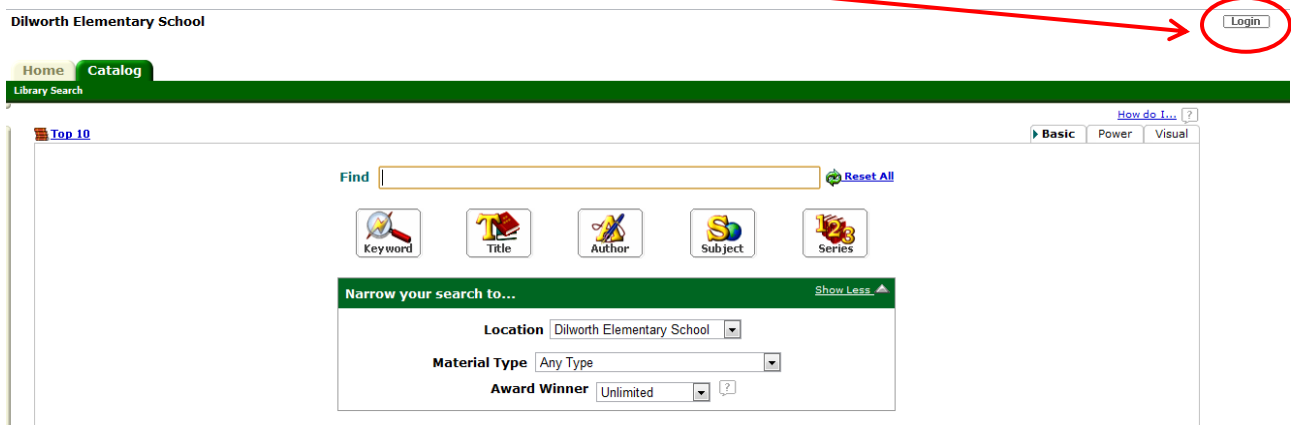 Dilworth Elementary School
Login
Home Catalog
Library Search
How do I... ?
Top 10
Basic Power Visual
Find Reset All
Keyword Title Author Subject Series
Narrow your search to... Show Less
Location Dilworth Elementary School
Material Type Any Type
Award Winner Unlimited ?